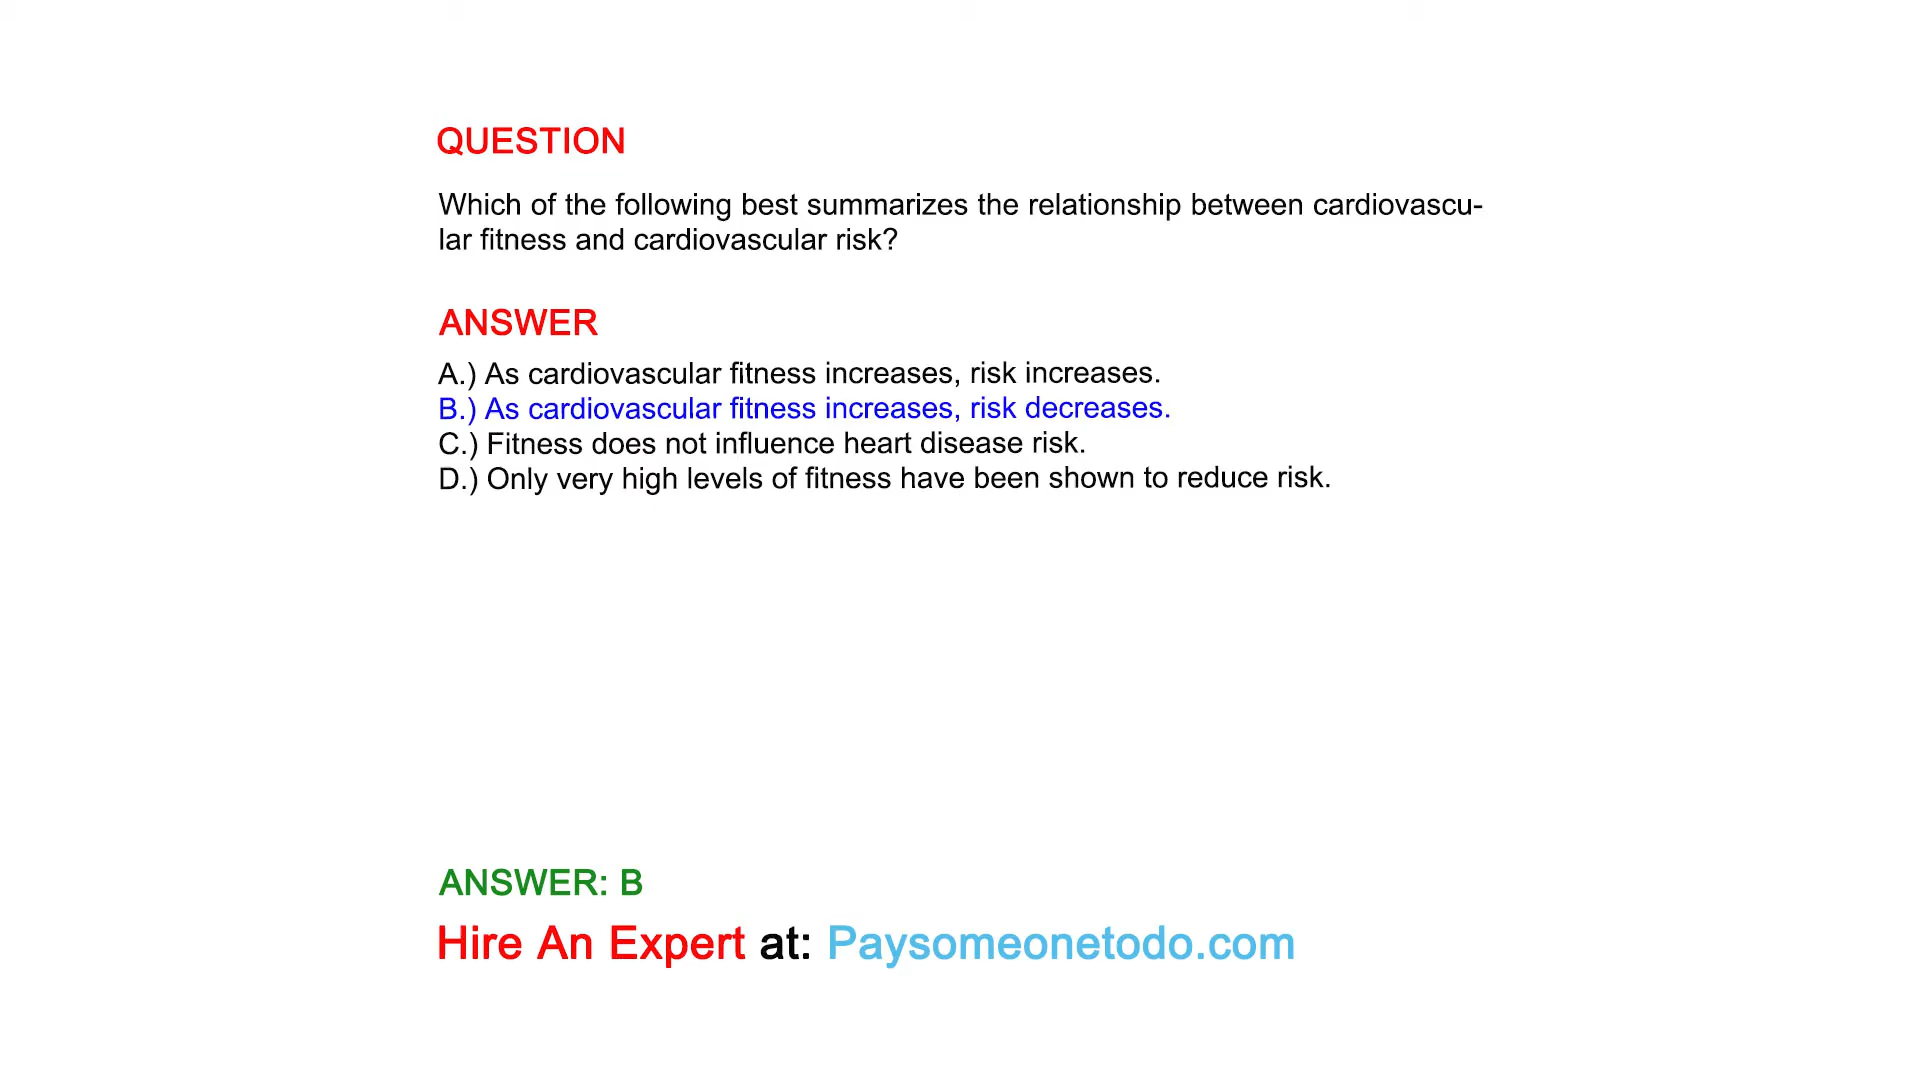 QUESTION
Which of the following best summarizes the relationship between cardiovascu-
lar fitness and cardiovascular risk?
ANSWER
A.) As cardiovascular fitness increases, risk increases.
B.) As cardiovascular fitness increases, risk decreases.
C.) Fitness does not influence heart disease risk.
D.) Only very high levels of fitness have been shown to reduce risk.
ANSWER: B
Hire An Expert at: Paysomeonetodo.com